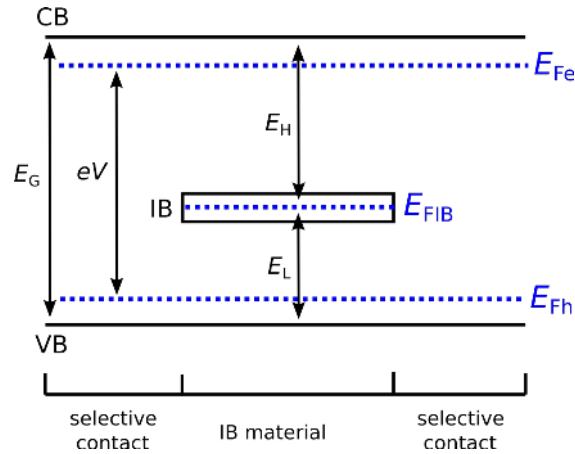 CB
E_Fe
E_H
E_G
eV
IB
E_FIB
E_L
E_Fh
VB
selective
contact
IB material
selective
contact